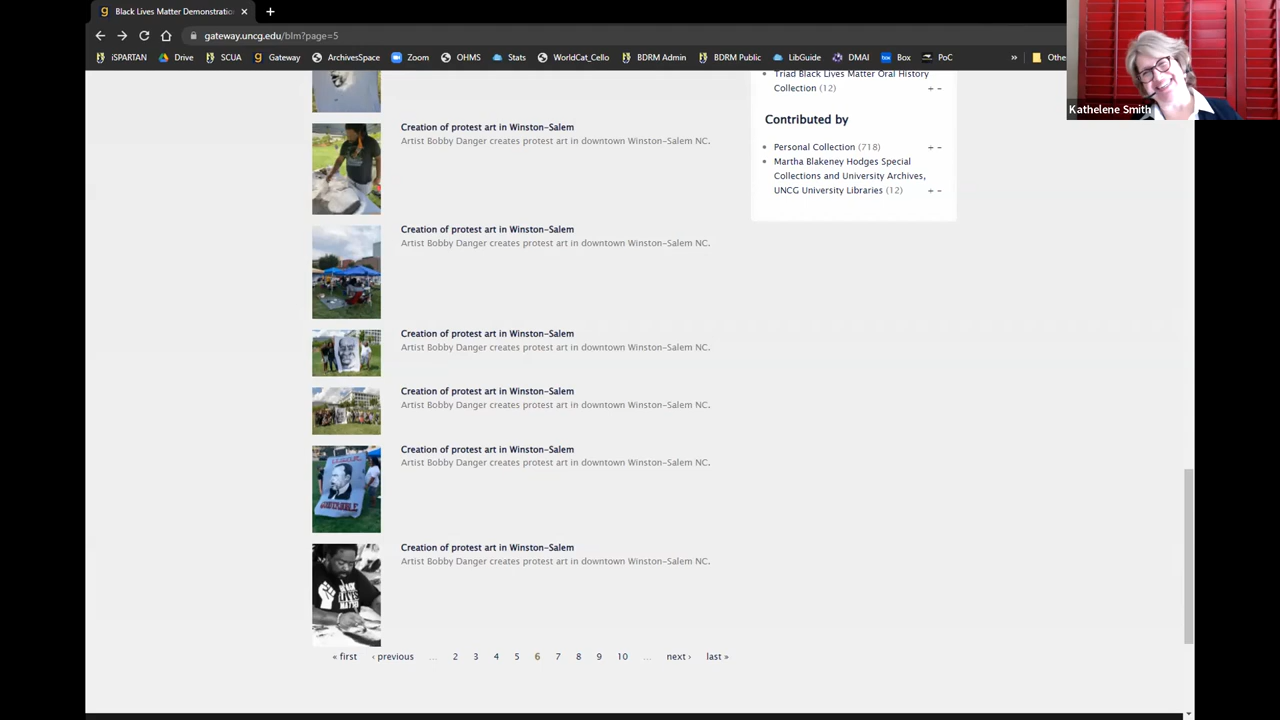 Black Lives Matter Demonstratio
gateway.uncg.edu/blm?page=5
iSPARTAN Drive SCUA Gateway ArchivesSpace Zoom OHMS Stats WorldCat_Cello BDRM Admin BDRM Public LibGuide DMAI Box PoC » Othe
Kathelene Smith
Triad Black Lives Matter Oral History
Collection (12)
Contributed by
Personal Collection (718)
Martha Blakeney Hodges Special
Collections and University Archives,
UNCG University Libraries (12)
Creation of protest art in Winston-Salem
Artist Bobby Danger creates protest art in downtown Winston-Salem NC.
Creation of protest art in Winston-Salem
Artist Bobby Danger creates protest art in downtown Winston-Salem NC.
Creation of protest art in Winston-Salem
Artist Bobby Danger creates protest art in downtown Winston-Salem NC.
Creation of protest art in Winston-Salem
Artist Bobby Danger creates protest art in downtown Winston-Salem NC.
Creation of protest art in Winston-Salem
Artist Bobby Danger creates protest art in downtown Winston-Salem NC.
Creation of protest art in Winston-Salem
Artist Bobby Danger creates protest art in downtown Winston-Salem NC.
BLACK
LIVES
MATTER
« first ‹ previous … 2 3 4 5 6 7 8 9 10 … next › last »